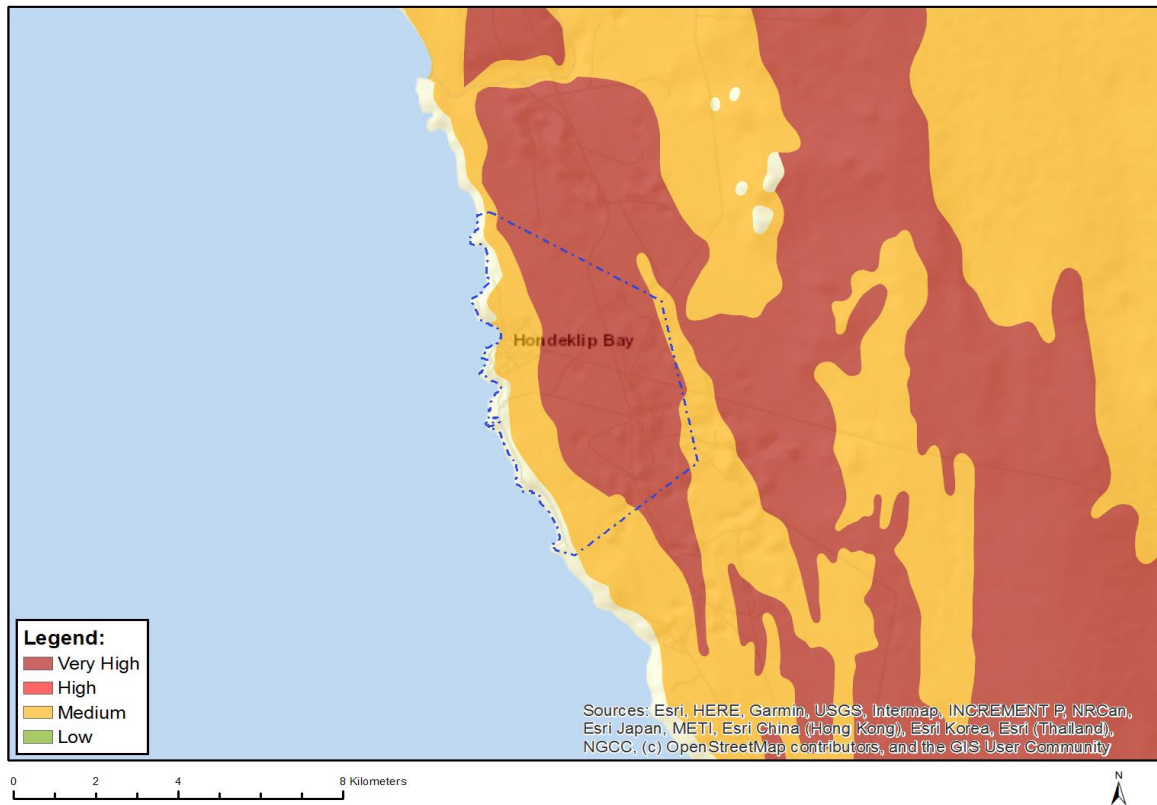 Hondeklip Bay
Legend:
Very High
High
Medium
Low
Sources: Esri, HERE, Garmin, USGS, Intermap, INCREMENT P, NRCan,
Esri Japan, METI, Esri China (Hong Kong), Esri Korea, Esri (Thailand),
NGCC, (c) OpenStreetMap contributors, and the GIS User Community
0 2 4 8 Kilometers
N